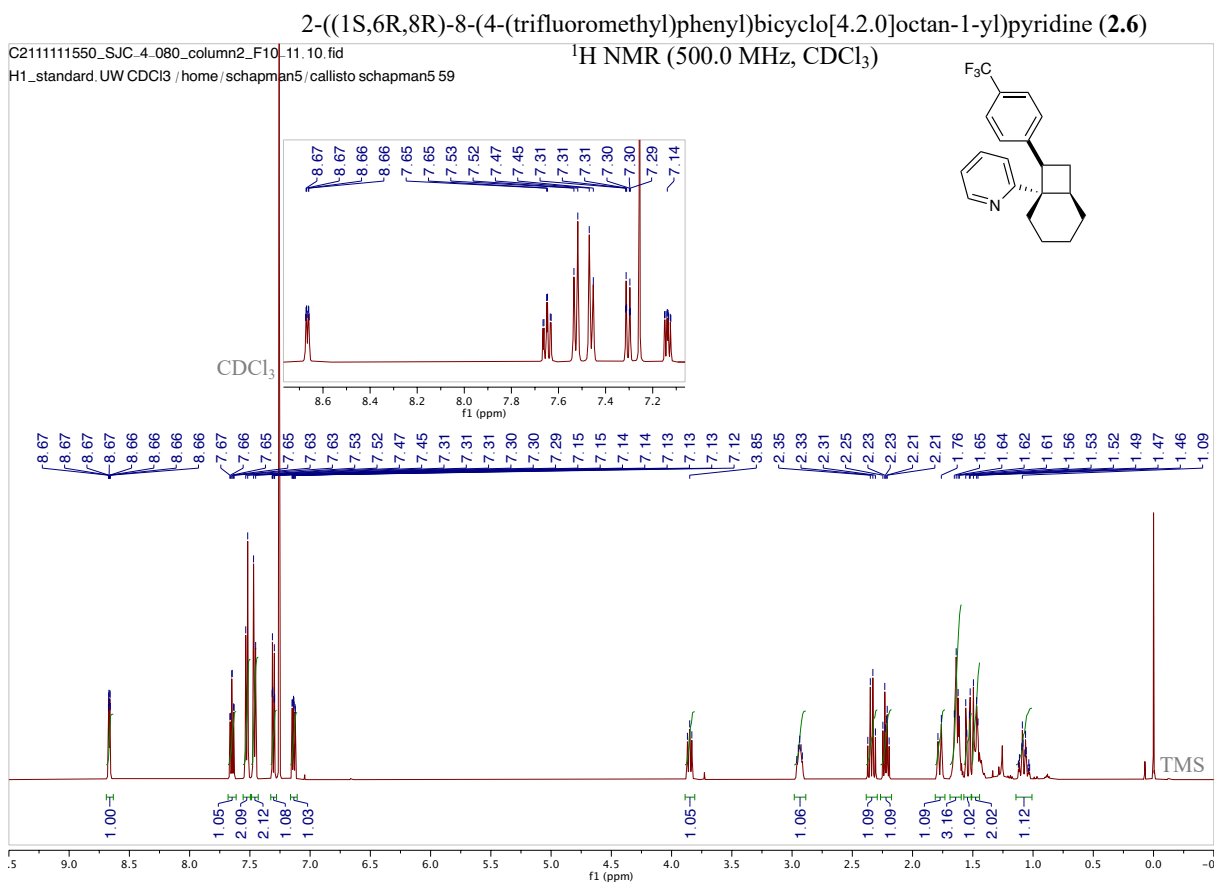 2-((1S,6R,8R)-8-(4-(trifluoromethyl)phenyl)bicyclo[4.2.0]octan-1-yl)pyridine (2.6)
C2111111550_SJC_4_080_column2_F10_11.10.fid
¹H NMR (500.0 MHz, CDCl₃)
H1_standard.UW CDCl3 /home/schapman5/callisto schapman5 59
F₃C
N
8.67 8.67 8.66 8.66 7.65 7.65 7.53 7.52 7.47 7.45 7.31 7.31 7.31 7.30 7.30 7.29 7.14
CDCl₃
8.6 8.4 8.2 8.0 7.8 7.6 7.4 7.2
f1 (ppm)
8.67 8.67 8.67 8.67 8.66 8.66 8.66 8.66 7.67 7.66 7.65 7.65 7.63 7.63 7.53 7.52 7.47 7.45 7.31 7.31 7.31 7.30 7.30 7.29 7.15 7.15 7.14 7.14 7.13 7.13 7.13 7.12 3.85 2.35 2.33 2.31 2.25 2.23 2.23 2.21 2.21 1.76 1.65 1.64 1.62 1.61 1.56 1.53 1.52 1.49 1.47 1.46 1.09
TMS
1.00 1.05 2.09 2.12 1.08 1.03 1.05 1.06 1.09 1.09 1.09 3.16 1.02 2.02 1.12
.5 9.0 8.5 8.0 7.5 7.0 6.5 6.0 5.5 5.0 4.5 4.0 3.5 3.0 2.5 2.0 1.5 1.0 0.5 0.0 -0
f1 (ppm)